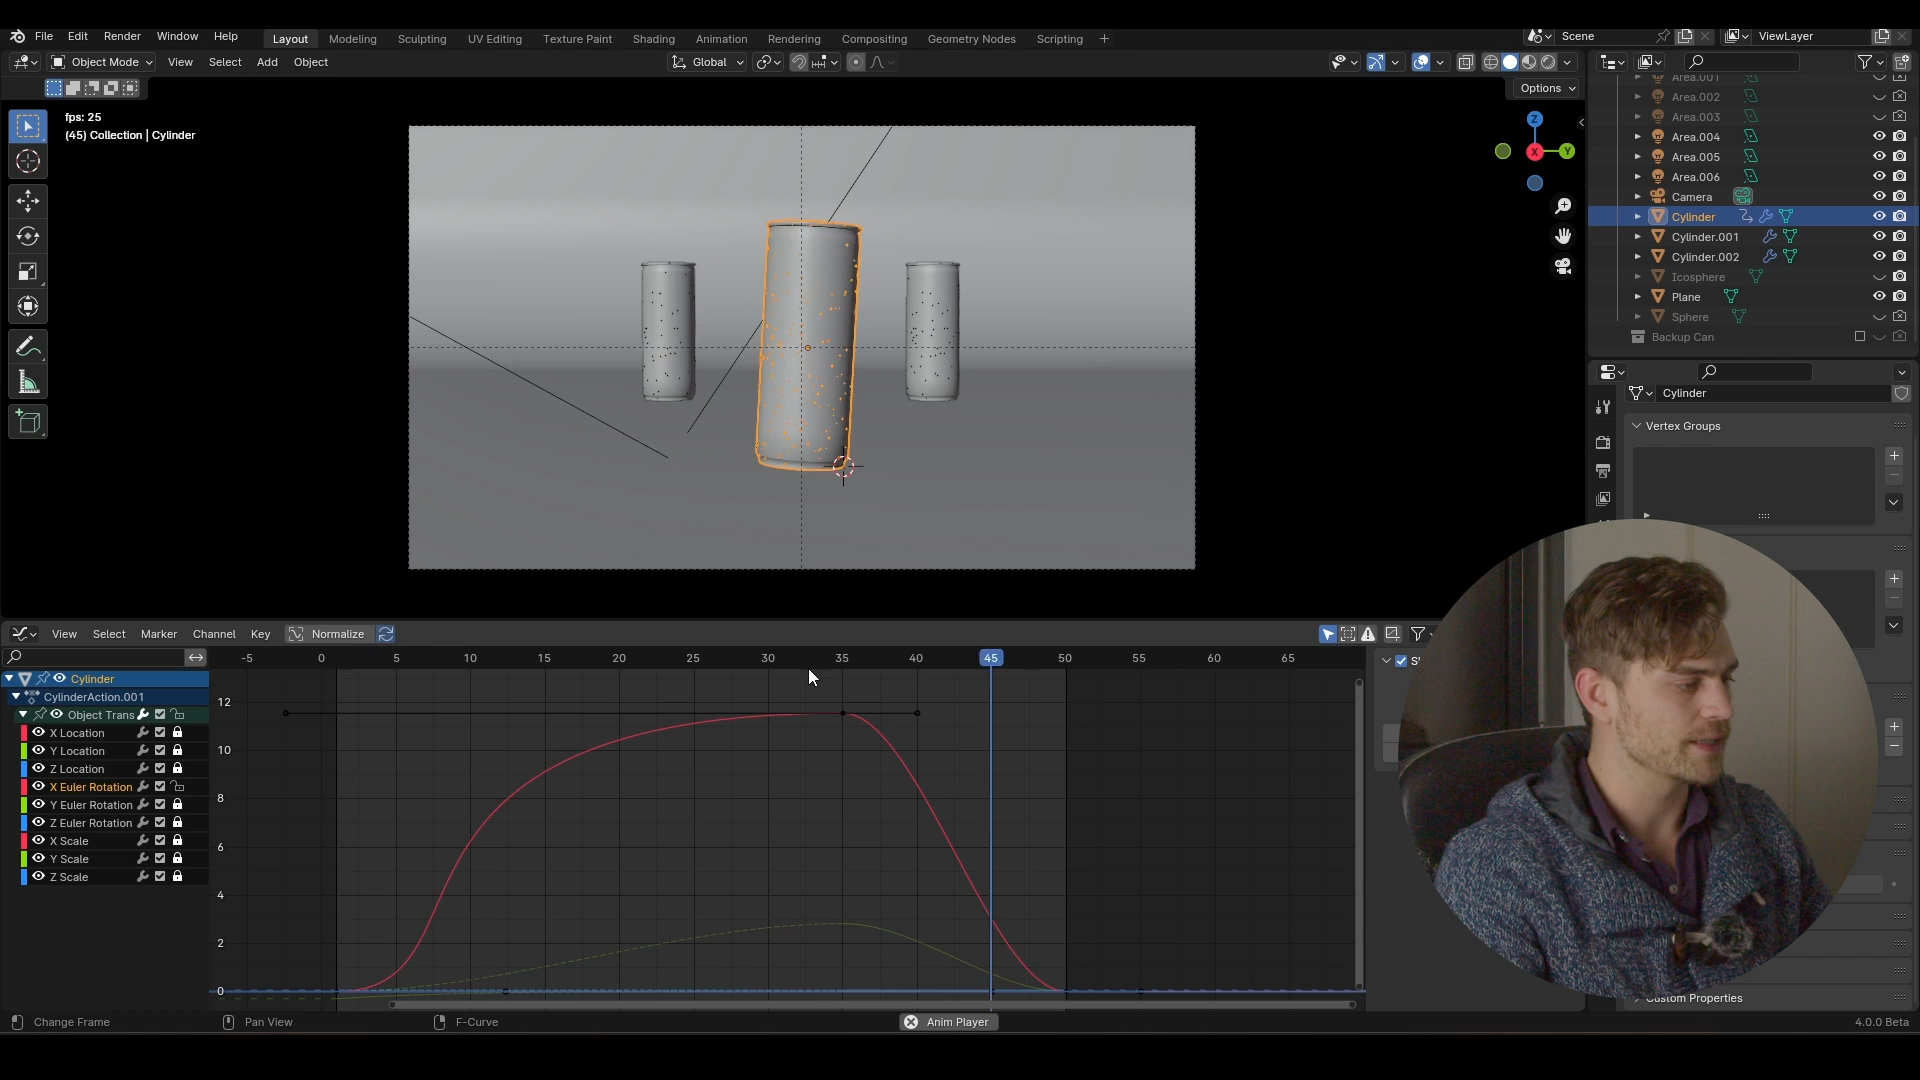 File Edit Render Window Help Layout Modeling Sculpting UV Editing Texture Paint Shading Animation Rendering Compositing Geometry Nodes Scripting + Scene ViewLayer
Object Mode View Select Add Object Global
Options
fps: 25
(45) Collection | Cylinder
Z
X
Y
Area.001
Area.002
Area.003
Area.004
Area.005
Area.006
Camera
Cylinder
Cylinder.001
Cylinder.002
Icosphere
Plane
Sphere
Backup Can
Cylinder
Vertex Groups
View Select Marker Channel Key Normalize
-5 0 5 10 15 20 25 30 35 40 45 50 55 60 65
Cylinder
CylinderAction.001
Object Trans
X Location
Y Location
Z Location
X Euler Rotation
Y Euler Rotation
Z Euler Rotation
X Scale
Y Scale
Z Scale
12
10
8
6
4
2
0
Custom Properties
Change Frame Pan View F-Curve Anim Player 4.0.0 Beta